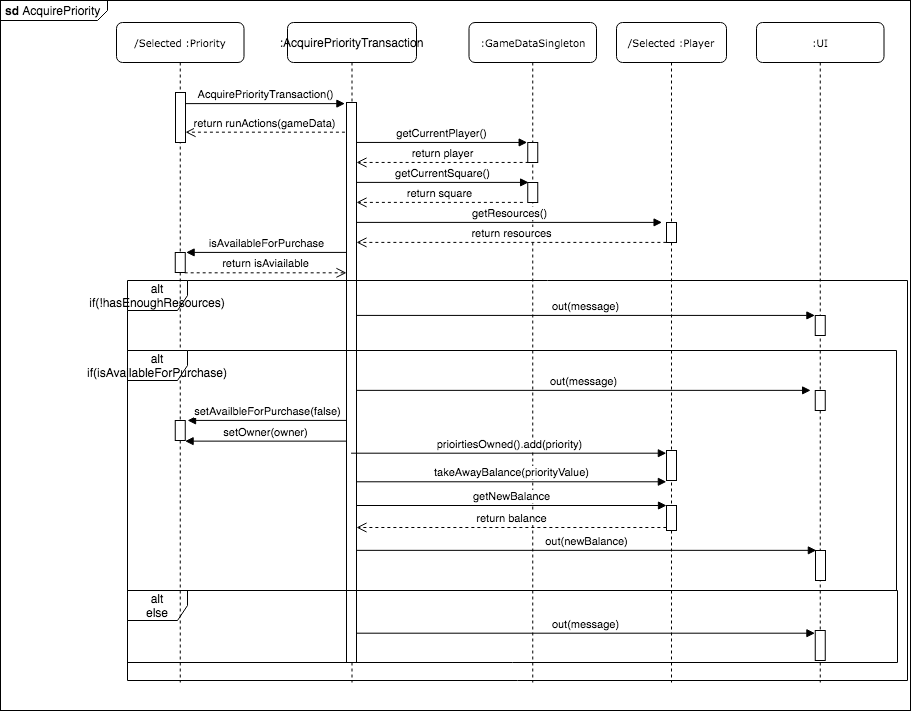 sd AcquirePriority
/Selected :Priority
:AcquirePriorityTransaction
:GameDataSingleton
/Selected :Player
:UI
AcquirePriorityTransaction()
return runActions(gameData)
getCurrentPlayer()
return player
getCurrentSquare()
return square
getResources()
return resources
isAvailableForPurchase
return isAviailable
alt
if(!hasEnoughResources)
out(message)
alt
if(isAvailableForPurchase)
out(message)
setAvailbleForPurchase(false)
setOwner(owner)
prioirtiesOwned().add(priority)
takeAwayBalance(priorityValue)
getNewBalance
return balance
out(newBalance)
alt
else
out(message)